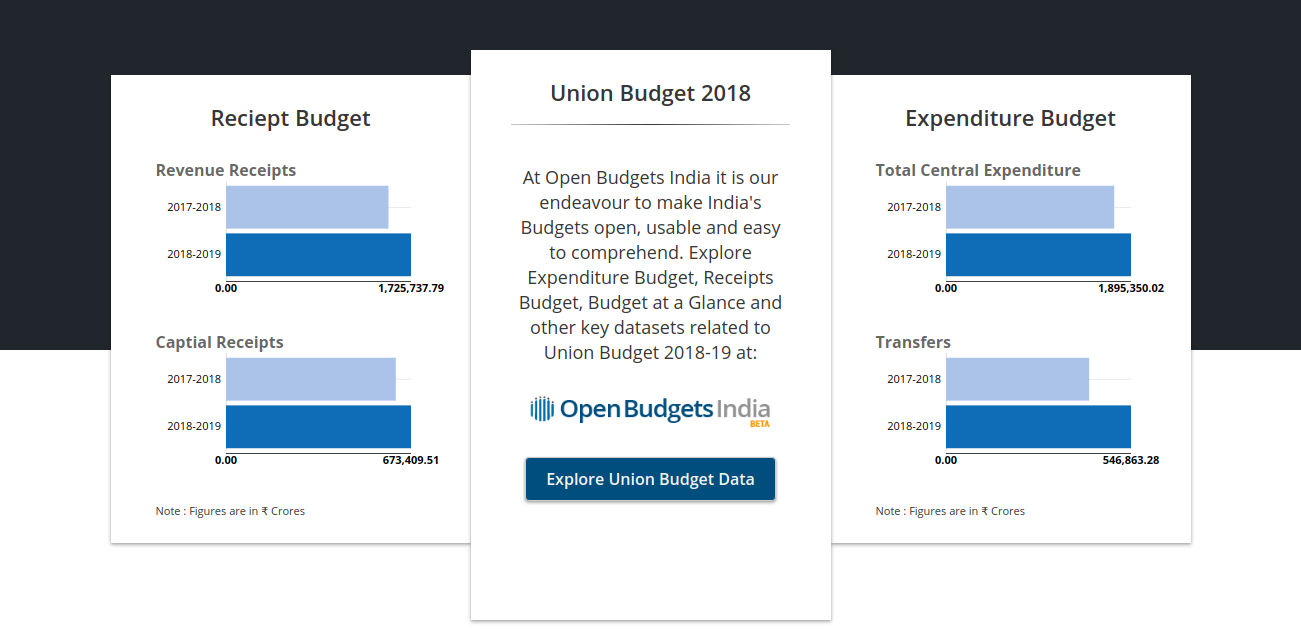 Reciept Budget
Revenue Receipts
2017-2018
2018-2019
0.00 1,725,737.79
Captial Receipts
2017-2018
2018-2019
0.00 673,409.51
Note : Figures are in ₹ Crores
Union Budget 2018
At Open Budgets India it is our
endeavour to make India's
Budgets open, usable and easy
to comprehend. Explore
Expenditure Budget, Receipts
Budget, Budget at a Glance and
other key datasets related to
Union Budget 2018-19 at:
Open Budgets India
BETA
Explore Union Budget Data
Expenditure Budget
Total Central Expenditure
2017-2018
2018-2019
0.00 1,895,350.02
Transfers
2017-2018
2018-2019
0.00 546,863.28
Note : Figures are in ₹ Crores